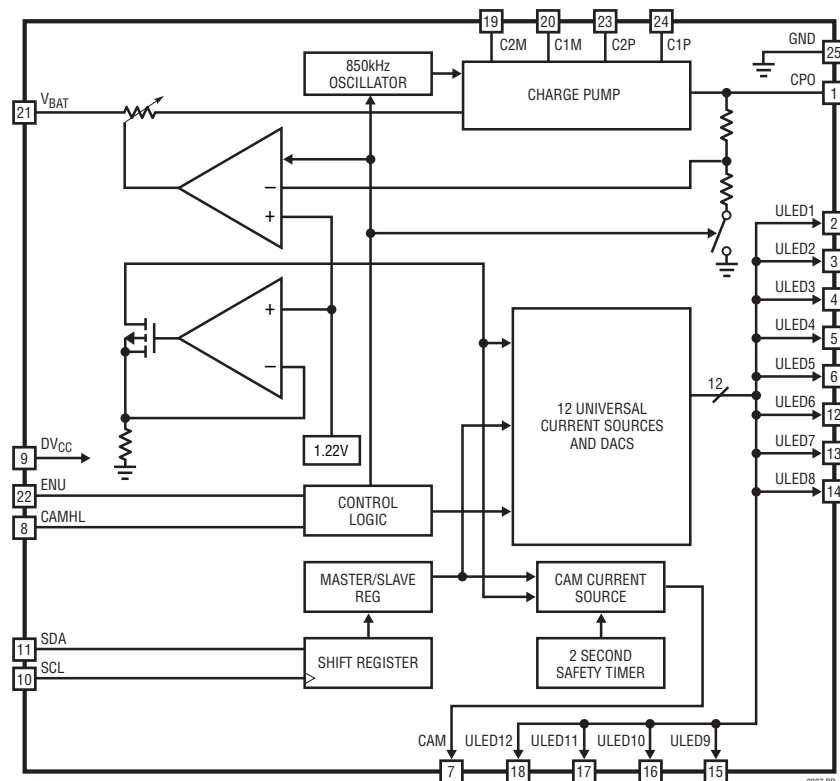 19
20
23
24
C2M
C1M
C2P
C1P
GND
25
850kHz
OSCILLATOR
CHARGE PUMP
CPO
1
VBAT
21
–
+
ULED1
2
ULED2
3
ULED3
4
ULED4
5
ULED5
6
ULED6
12
ULED7
13
ULED8
14
+
–
12 UNIVERSAL
CURRENT SOURCES
AND DACS
12
1.22V
DVCC
9
ENU
22
CAMHL
8
CONTROL
LOGIC
MASTER/SLAVE
REG
CAM CURRENT
SOURCE
SDA
11
SCL
10
SHIFT REGISTER
2 SECOND
SAFETY TIMER
CAM
ULED12
ULED11
ULED10
ULED9
7
18
17
16
15